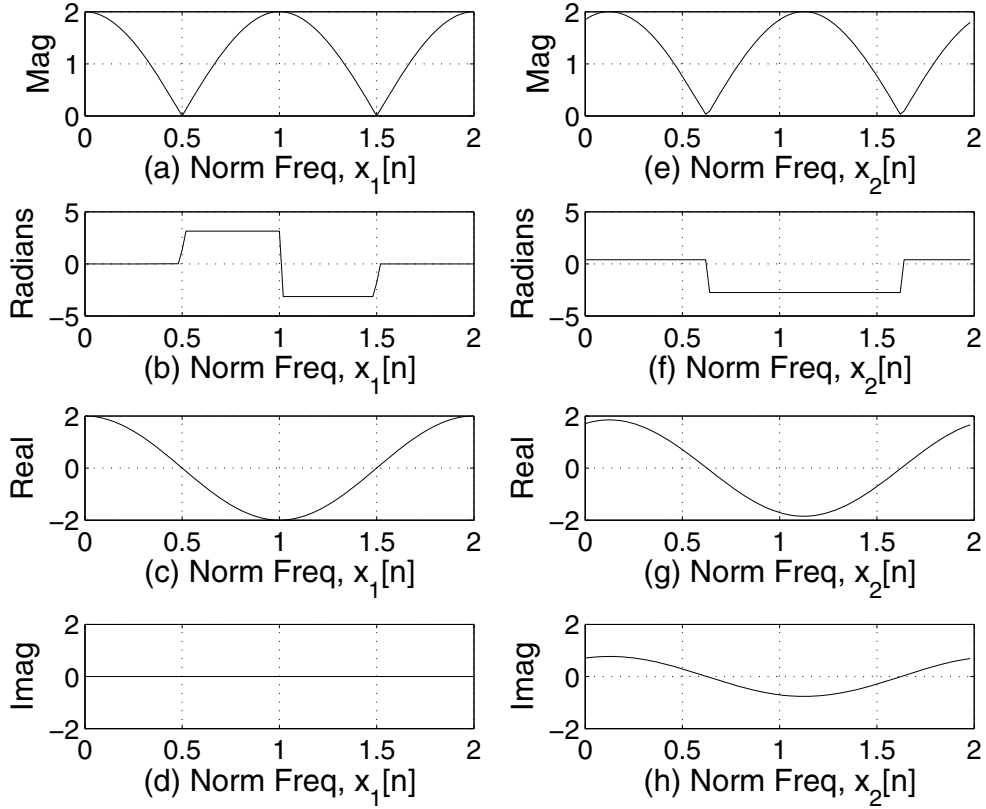 Mag
2
1
0
0 0.5 1 1.5 2
(a) Norm Freq, x1[n]
Radians
5
0
−5
0 0.5 1 1.5 2
(b) Norm Freq, x1[n]
Real
2
0
−2
0 0.5 1 1.5 2
(c) Norm Freq, x1[n]
Imag
2
0
−2
0 0.5 1 1.5 2
(d) Norm Freq, x1[n]
Mag
2
1
0
0 0.5 1 1.5 2
(e) Norm Freq, x2[n]
Radians
5
0
−5
0 0.5 1 1.5 2
(f) Norm Freq, x2[n]
Real
2
0
−2
0 0.5 1 1.5 2
(g) Norm Freq, x2[n]
Imag
2
0
−2
0 0.5 1 1.5 2
(h) Norm Freq, x2[n]